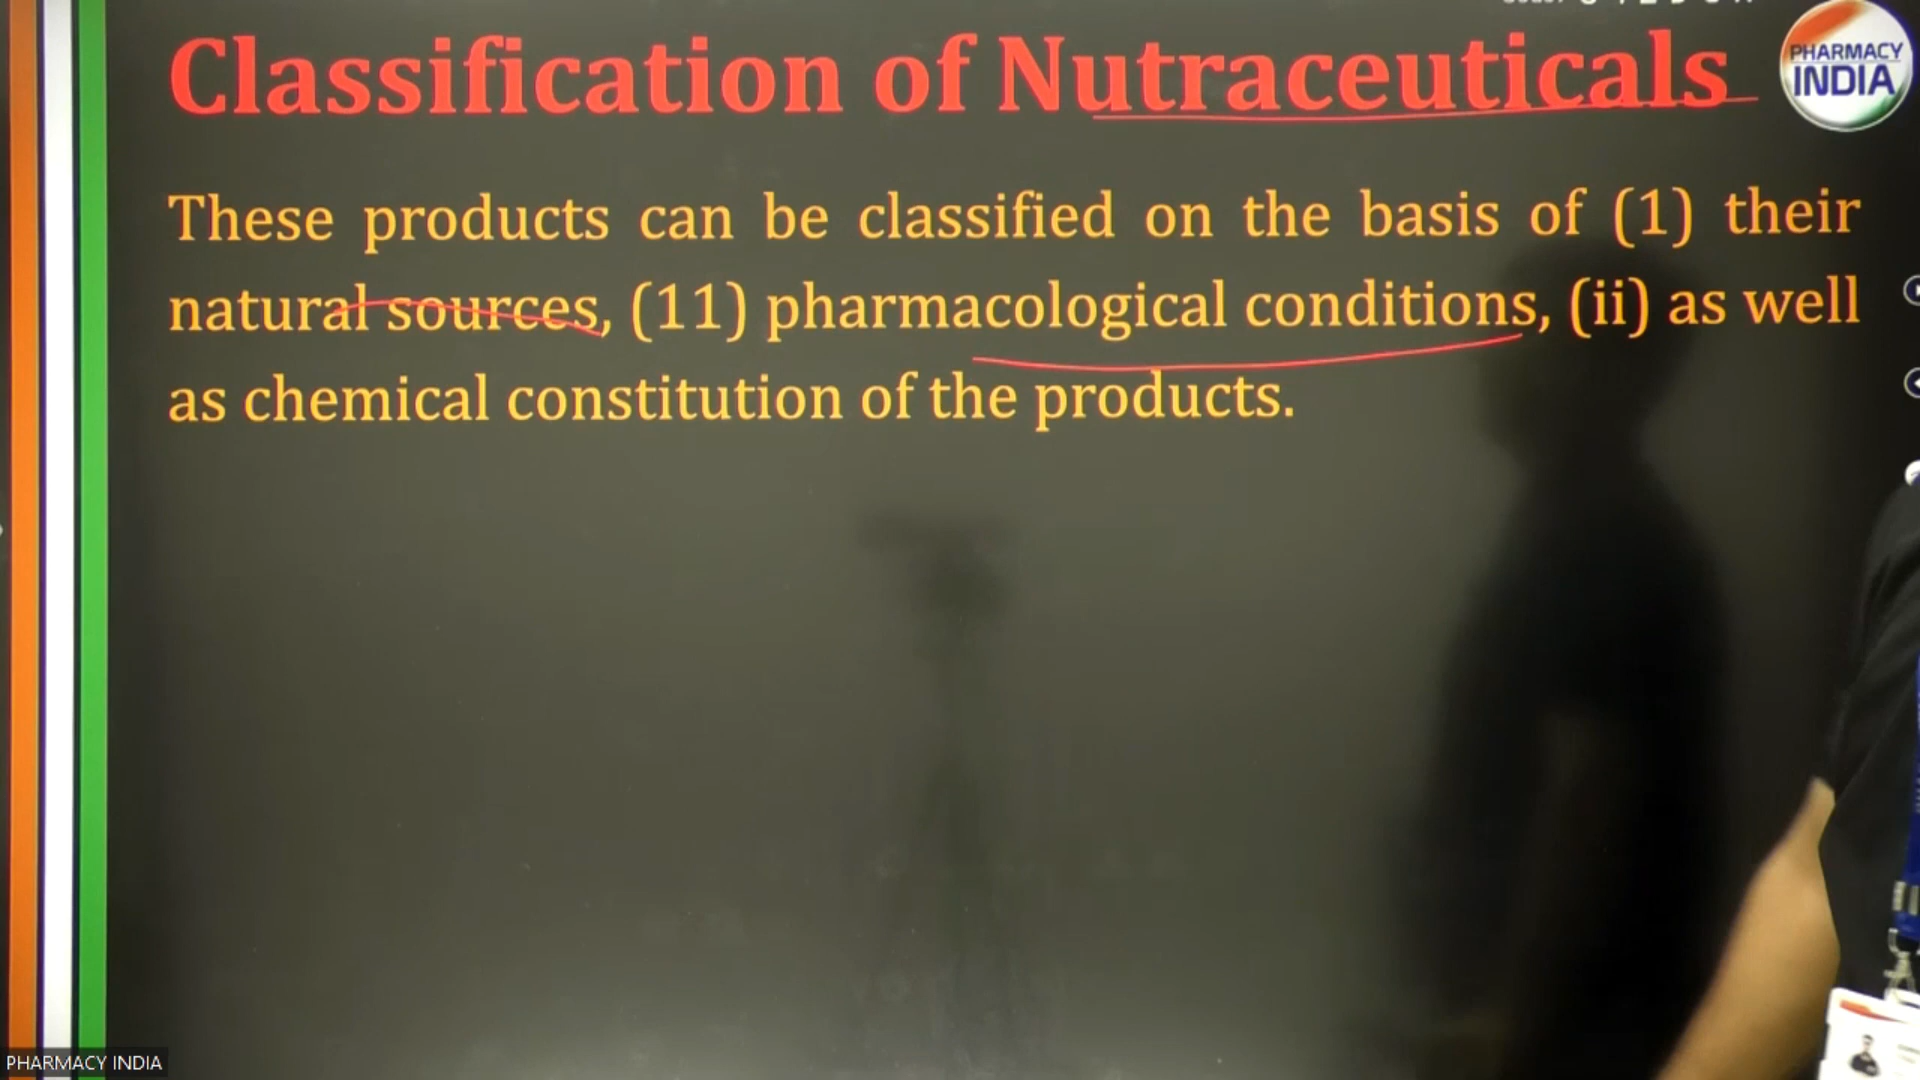 Classification of Nutraceuticals
PHARMACY
INDIA
These products can be classified on the basis of (1) their
natural sources, (11) pharmacological conditions, (ii) as well
as chemical constitution of the products.
PHARMACY INDIA